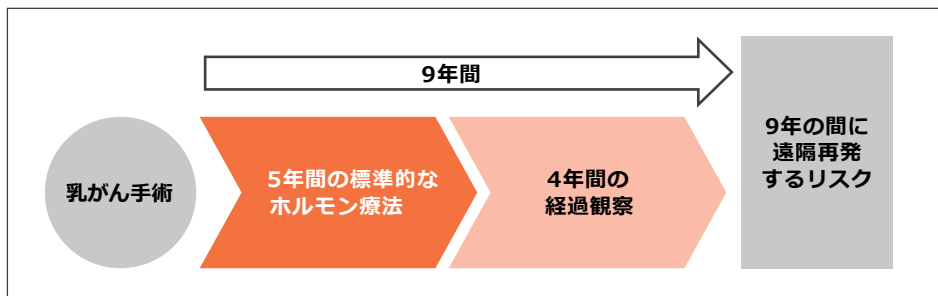 9年間
乳がん手術
5年間の標準的な
ホルモン療法
4年間の
経過観察
9年の間に
遠隔再発
するリスク